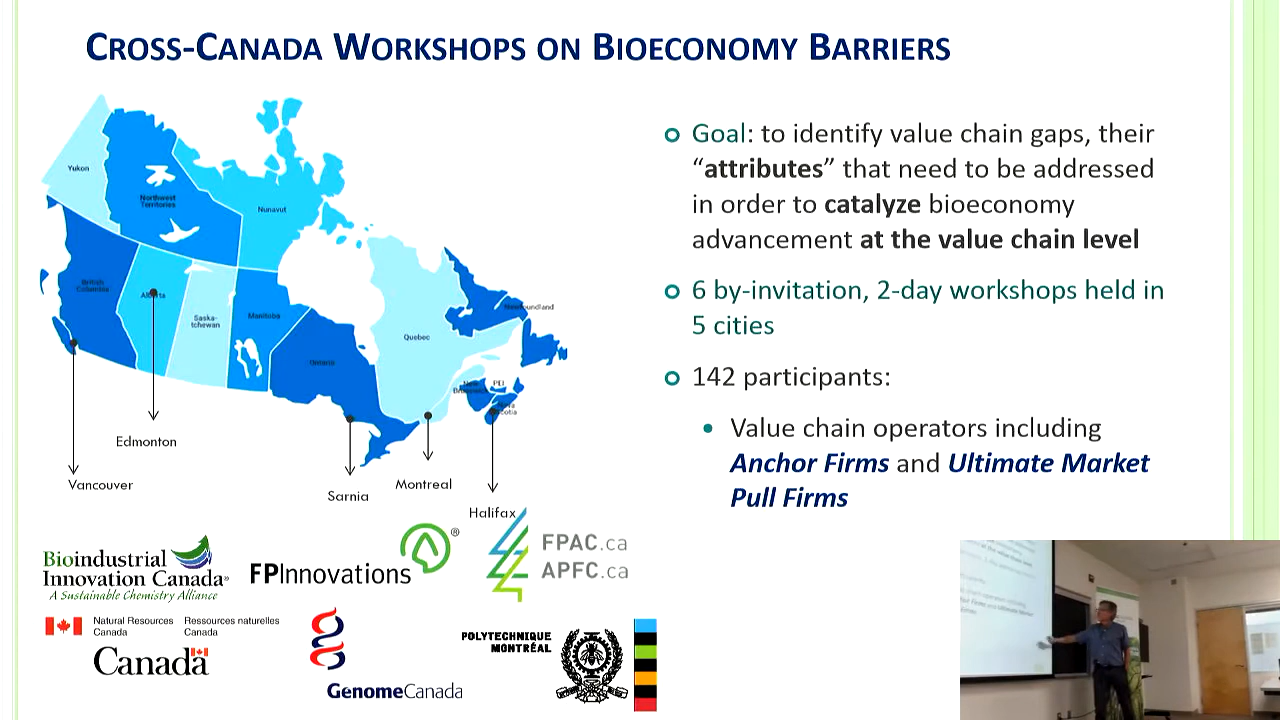 CROSS-CANADA WORKSHOPS ON BIOECONOMY BARRIERS
Yukon
Northwest
Territories
Nunavut
British
Columbia
Alberta
Saska-
tchewan
Manitoba
Ontario
Quebec
Newfoundland
New
Brunswick
PEI
Nova
Scotia
Edmonton
Vancouver
Sarnia
Montreal
Halifax
Goal: to identify value chain gaps, their
“attributes” that need to be addressed
in order to catalyze bioeconomy
advancement at the value chain level
6 by-invitation, 2-day workshops held in
5 cities
142 participants:
Value chain operators including
Anchor Firms and Ultimate Market
Pull Firms
Bioindustrial
Innovation Canada
A Sustainable Chemistry Alliance
FPInnovations
®
FPAC.ca
APFC.ca
Natural Resources Ressources naturelles
Canada Canada
Canada
GenomeCanada
POLYTECHNIQUE
MONTRÉAL